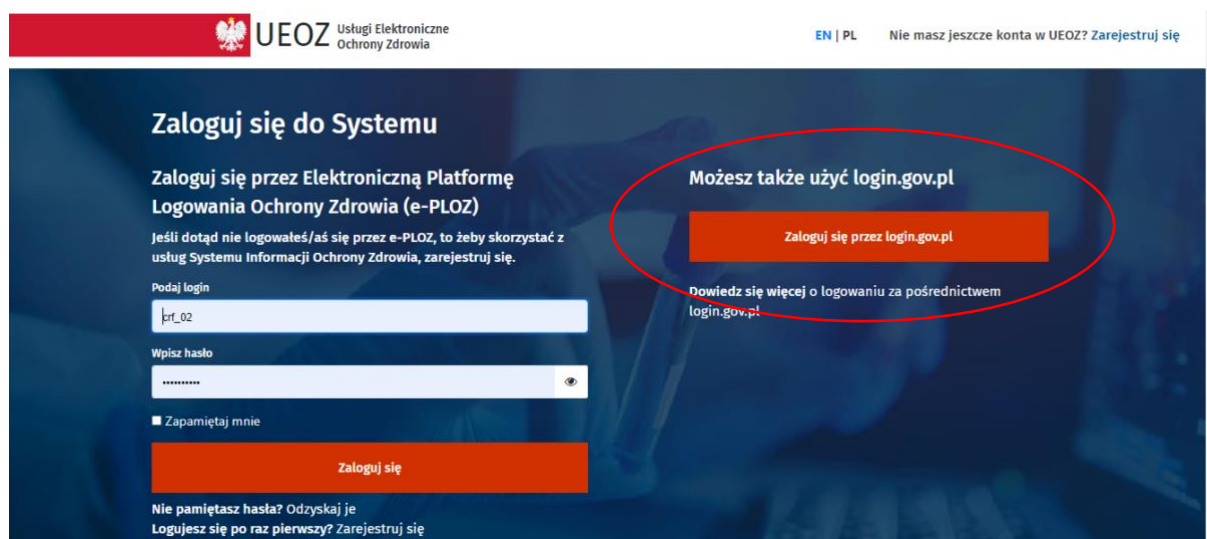 UEOZ Usługi Elektroniczne
Ochrony Zdrowia
EN | PL Nie masz jeszcze konta w UEOZ? Zarejestruj się
Zaloguj się do Systemu
Zaloguj się przez Elektroniczną Platformę
Logowania Ochrony Zdrowia (e-PLOZ)
Jeśli dotąd nie logowałeś/aś się przez e-PLOZ, to żeby skorzystać z
usług Systemu Informacji Ochrony Zdrowia, zarejestruj się.
Podaj login
crf_02
Wpisz hasło
••••••••••
Zapamiętaj mnie
Zaloguj się
Nie pamiętasz hasła? Odzyskaj je
Logujesz się po raz pierwszy? Zarejestruj się
Możesz także użyć login.gov.pl
Zaloguj się przez login.gov.pl
Dowiedz się więcej o logowaniu za pośrednictwem
login.gov.pl